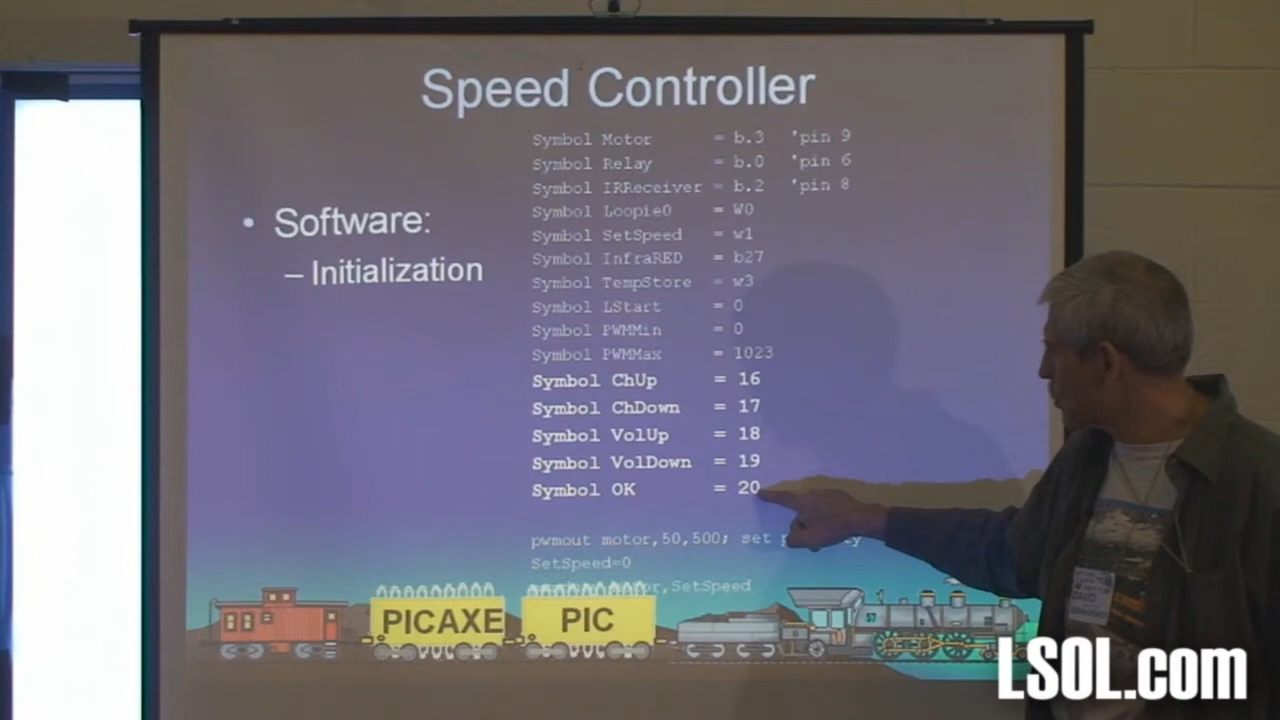 Speed Controller
• Software:
– Initialization
Symbol Motor = b.3 'pin 9
Symbol Relay = b.0 'pin 6
Symbol IRReceiver = b.2 'pin 8
Symbol Loopie0 = W0
Symbol SetSpeed = w1
Symbol InfraRED = b27
Symbol TempStore = w3
Symbol LStart = 0
Symbol PWMMin = 0
Symbol PWMMax = 1023
Symbol ChUp = 16
Symbol ChDown = 17
Symbol VolUp = 18
Symbol VolDown = 19
Symbol OK = 20
pwmout motor,50,500; set
SetSpeed=0
,SetSpeed
PICAXE
PIC
57
LSOL.com